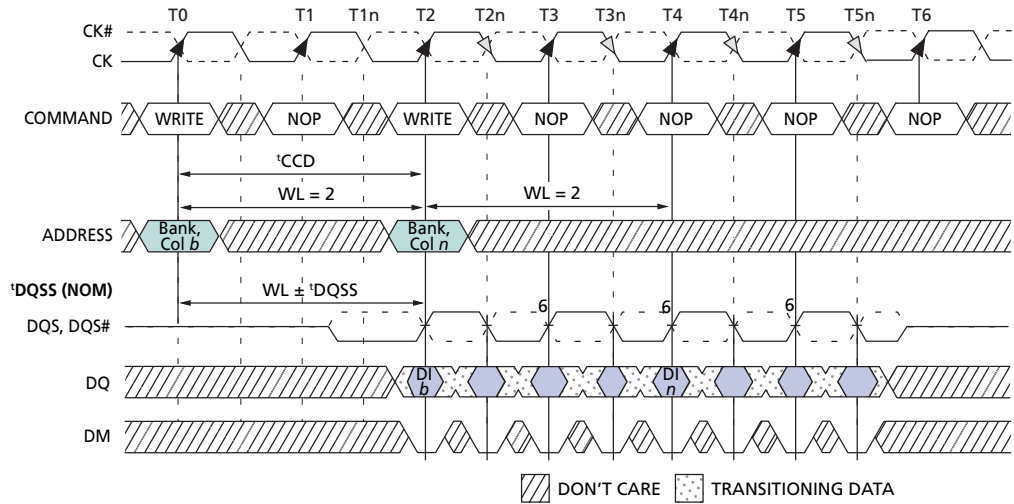 T0 T1 T1n T2 T2n T3 T3n T4 T4n T5 T5n T6
CK#
CK
COMMAND WRITE NOP WRITE NOP NOP NOP NOP
tCCD
WL = 2 WL = 2
ADDRESS Bank, Col b Bank, Col n
tDQSS (NOM)
WL ± tDQSS
6 6 6
DQS, DQS#
DQ DI b DI n
DM
DON'T CARE TRANSITIONING DATA